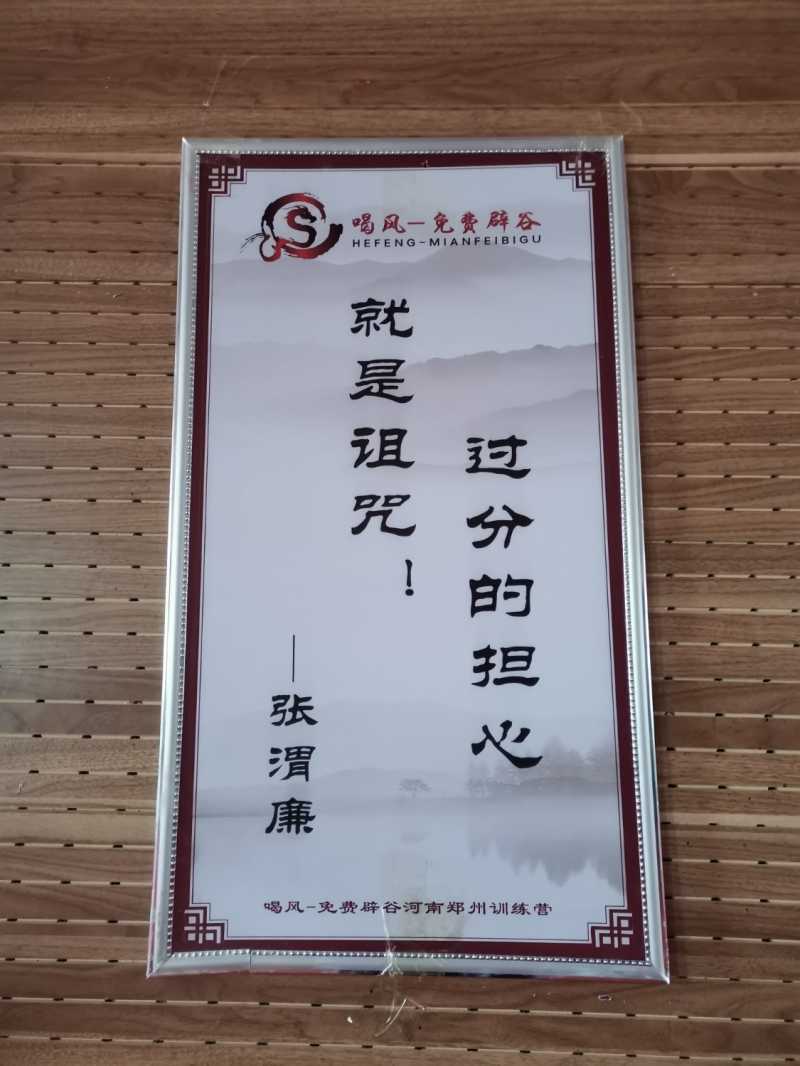 喝风-免费辟谷
HEFENG-MIANFEIBIGU
过分的担心
就是诅咒！
—张渭廉
喝风-免费辟谷河南郑州训练营